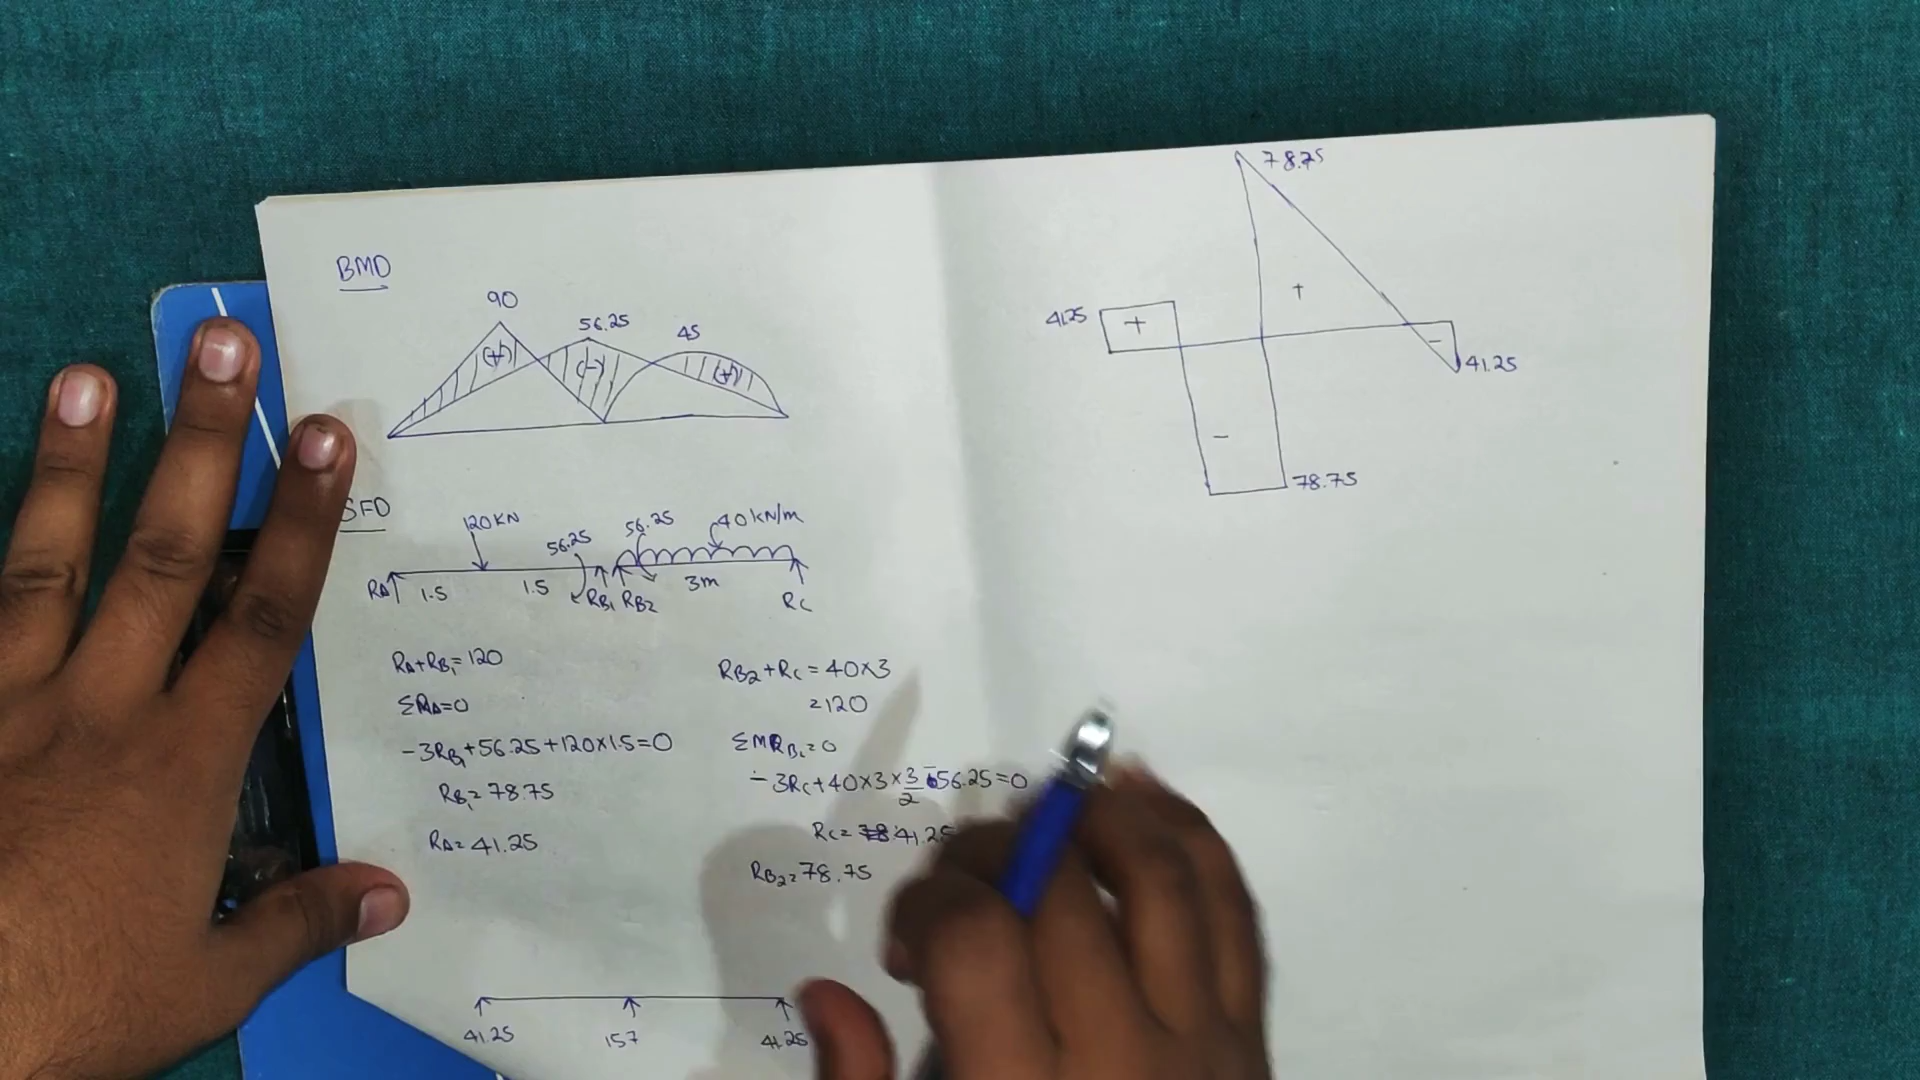 BMD
90
56.25
45
(+)
(-)
(+)
SFD
120KN
56.25
56.25
40kN/m
RA
1.5
1.5
RB1
RB2
3m
RC
RA+RB1=120
ΣRA=0
-3RB1+56.25+120×1.5=0
RB1=78.75
RA=41.25
RB2+RC=40×3
=120
ΣMRB2=0
-3RC+40×3×3/2-56.25=0
RC=41.25
RB2=78.75
41.25
157
41.25
78.75
+
41.25
+
-
41.25
-
78.75